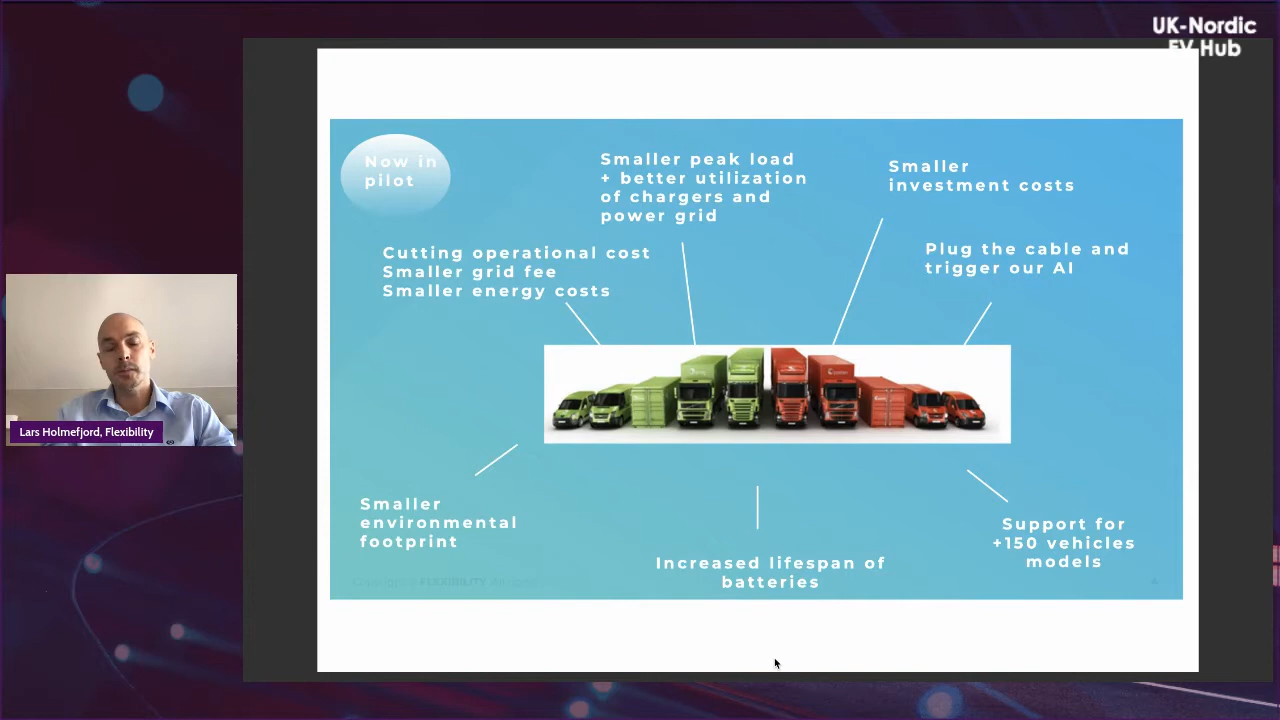 UK-Nordic
EV Hub
Now in
pilot
Smaller peak load
+ better utilization
of chargers and
power grid
Smaller
investment costs
Cutting operational cost
Smaller grid fee
Smaller energy costs
Plug the cable and
trigger our AI
Lars Holmefjord, Flexibility
Smaller
environmental
footprint
Increased lifespan of
batteries
Support for
+150 vehicles
models
FLEXIBILITY